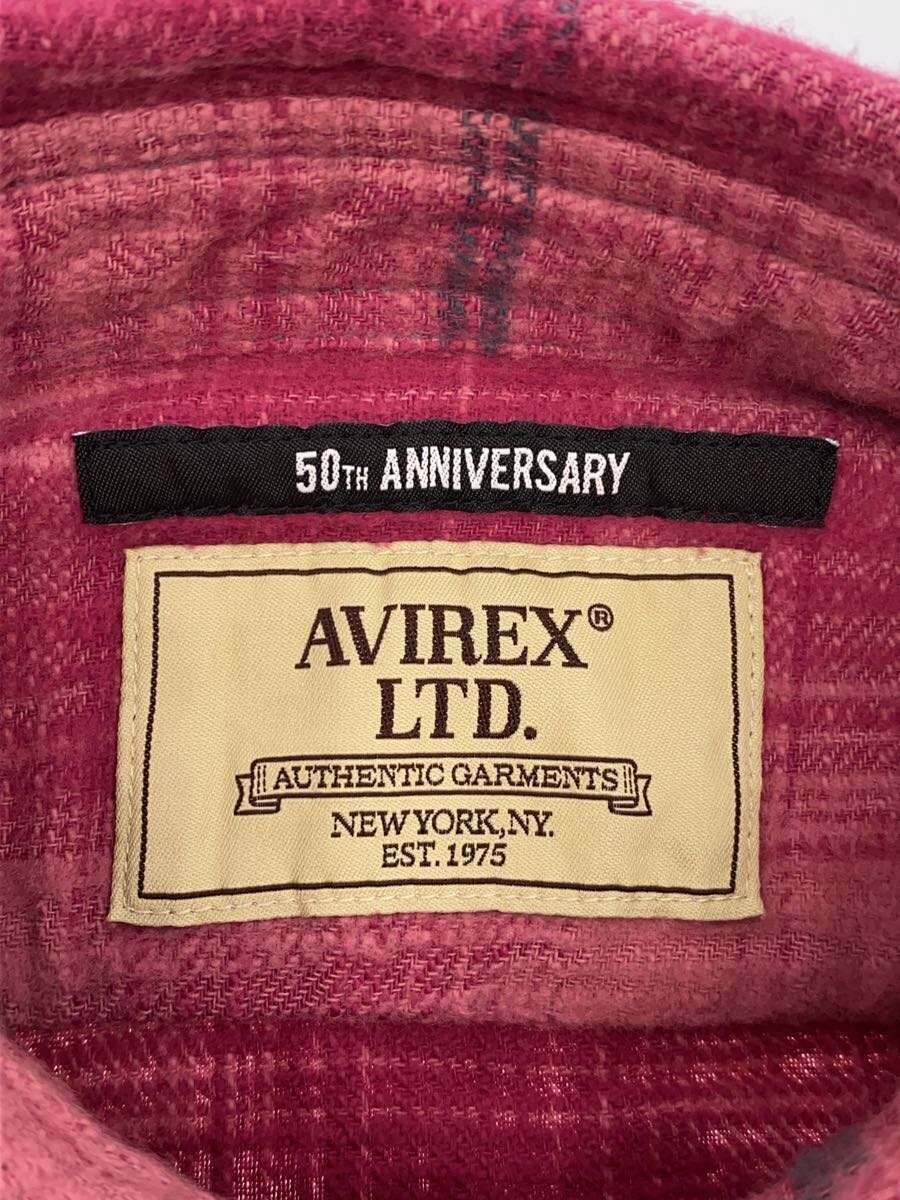 50TH ANNIVERSARY
AVIREX®
LTD.
AUTHENTIC GARMENTS
NEW YORK,NY.
EST. 1975